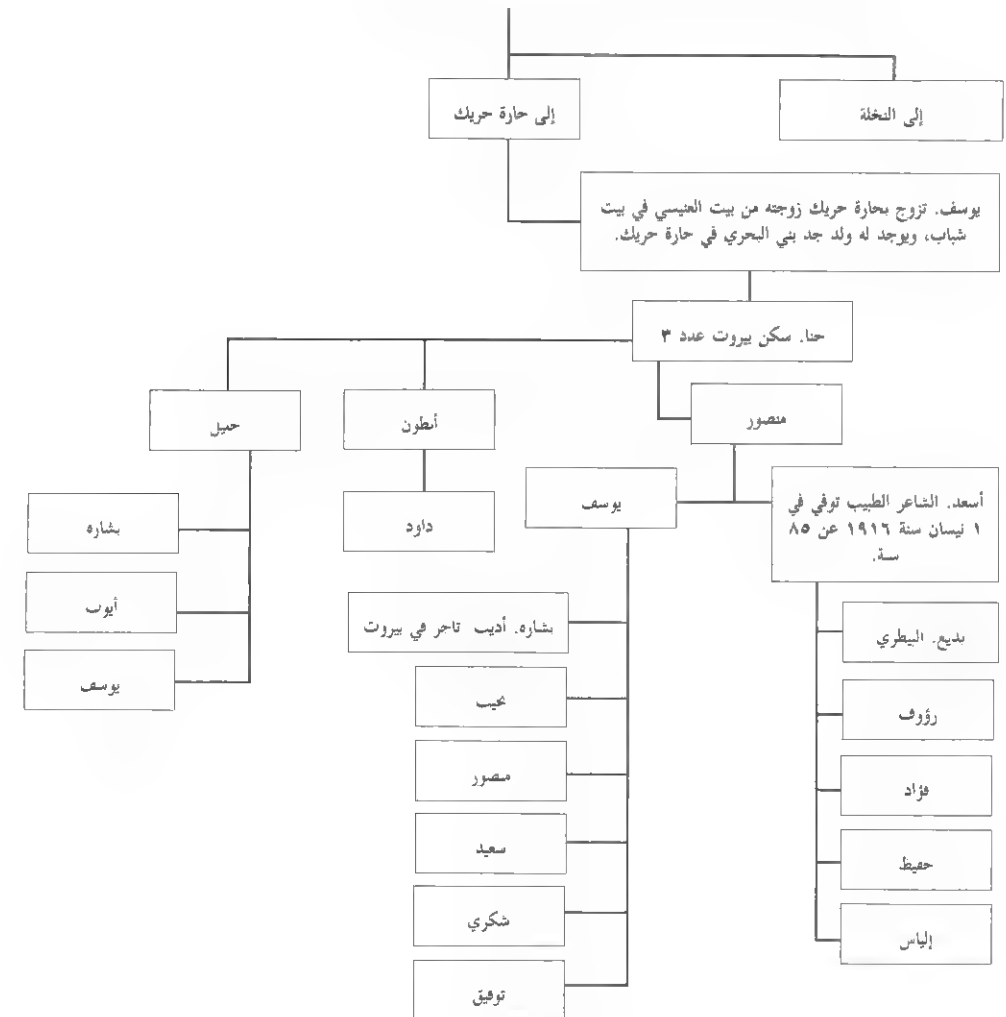 إلى النخلة
إلى حارة حريك
يوسف. تزوج بحارة حريك زوجته من بيت العنيسي في بيت
شباب، ويوجد له ولد جد بني البحري في حارة حريك.
حنا. سكن بيروت عدد ٣
منصور
أنطون
خليل
أسعد. الشاعر الطبيب توفي في
١ نيسان سنة ١٩١٦ عن ٨٥
سنة.
يوسف
داود
بشاره
أيوب
يوسف
بديع. البيطري
رؤوف
فؤاد
حفيظ
إلياس
بشاره. أديب تاجر في بيروت
نجيب
منصور
سعيد
شكري
توفيق